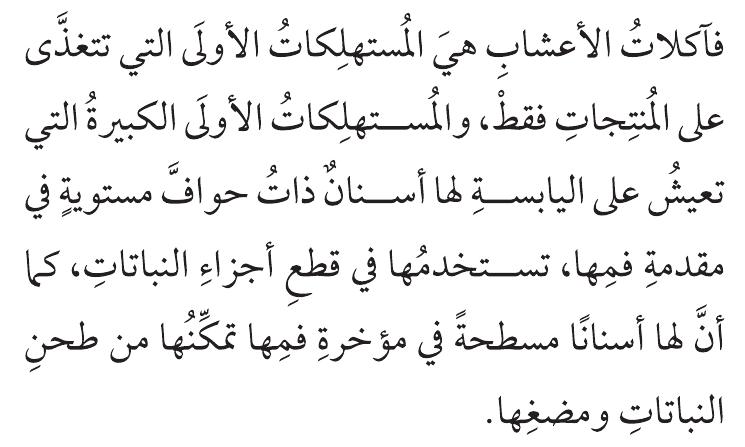 فآكلاتُ الأعشابِ هيَ المُستهلِكاتُ الأولَى التي تتغذَّى
على المُنتِجاتِ فقطْ، والمُستهلِكاتُ الأولَى الكبيرةُ التي
تعيشُ على اليابسةِ لها أسنانٌ ذاتُ حوافَّ مستويةٍ في
مقدمةِ فمِها، تستخدمُها في قطعِ أجزاءِ النباتاتِ، كما
أنَّ لها أسنانًا مسطحةً في مؤخرةِ فمِها تمكِّنُها من طحنِ
النباتاتِ ومضغِها.